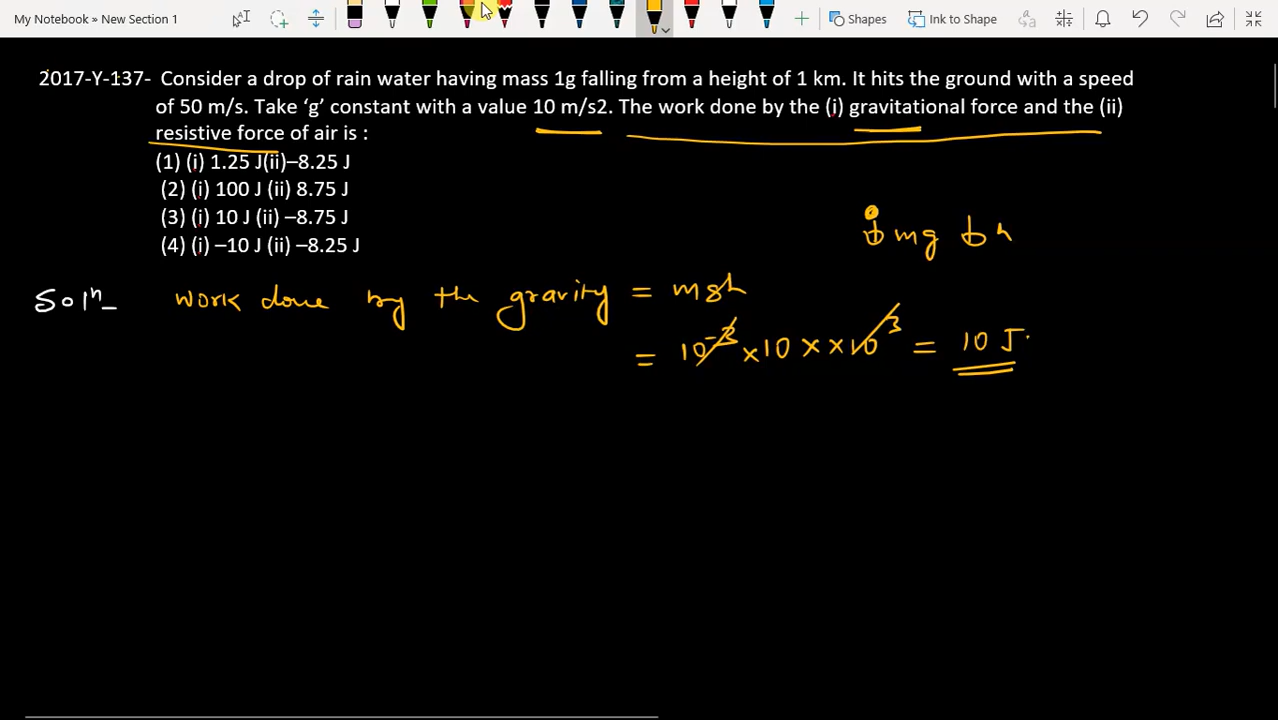 My Notebook » New Section 1
Shapes
Ink to Shape
2017-Y-137- Consider a drop of rain water having mass 1g falling from a height of 1 km. It hits the ground with a speed
of 50 m/s. Take ‘g’ constant with a value 10 m/s2. The work done by the (i) gravitational force and the (ii)
resistive force of air is :
(1) (i) 1.25 J(ii)–8.25 J
(2) (i) 100 J (ii) 8.75 J
(3) (i) 10 J (ii) –8.75 J
(4) (i) –10 J (ii) –8.25 J
mg h
Solⁿ- work done by the gravity = mgh
= 10⁻³ x10 x x 10³ = 10 J.